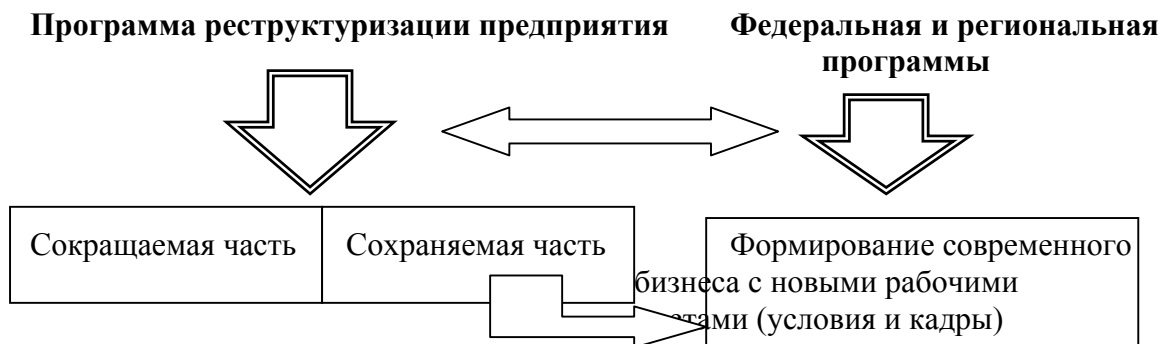 Программа реструктуризации предприятия
Федеральная и региональная
программы
Сокращаемая часть
Сохраняемая часть
Формирование современного
бизнеса с новыми рабочими
(условия и кадры)